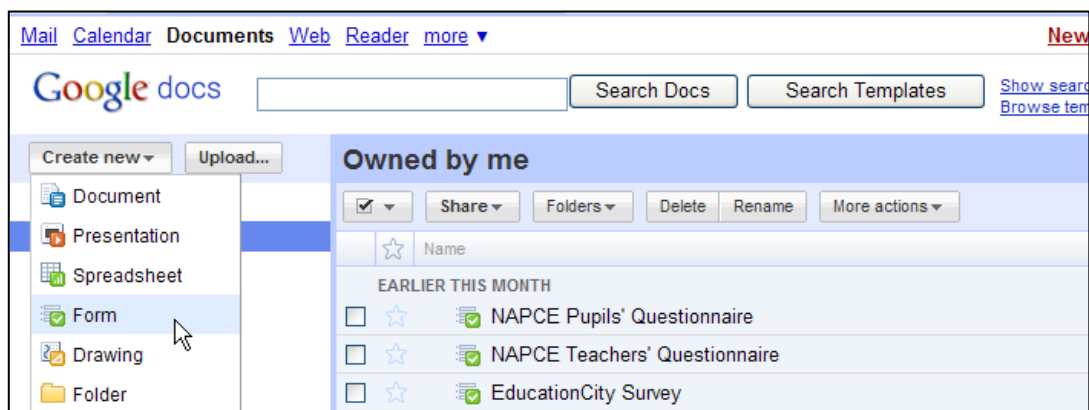 Mail Calendar Documents Web Reader more ▼ New
Google docs Search Docs Search Templates Show searc
Browse tem
Create new Upload... Owned by me
Document
Share Folders Delete Rename More actions
Presentation
Name
Spreadsheet
EARLIER THIS MONTH
Form NAPCE Pupils' Questionnaire
Drawing NAPCE Teachers' Questionnaire
Folder EducationCity Survey